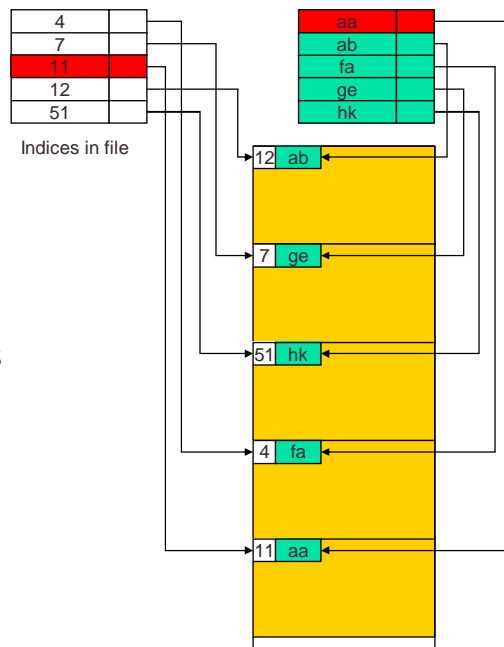 4
7
11
12
51
Indices in file
aa
ab
fa
ge
hk
12 ab
7 ge
51 hk
4 fa
11 aa